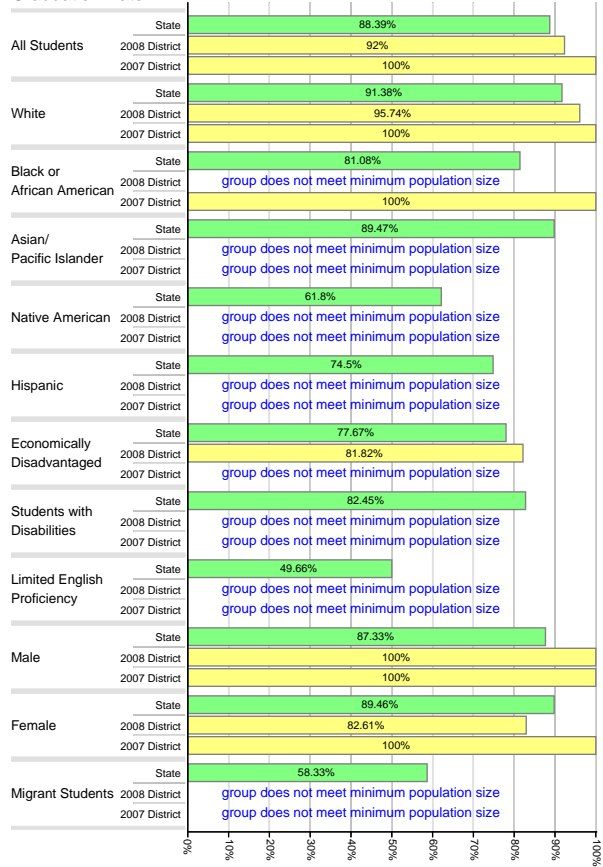 State
88.39%
All Students
2008 District
92%
2007 District
100%
State
91.38%
White
2008 District
95.74%
2007 District
100%
State
81.08%
Black or
African American
2008 District
group does not meet minimum population size
2007 District
100%
State
89.47%
Asian/
Pacific Islander
2008 District
group does not meet minimum population size
2007 District
group does not meet minimum population size
State
61.8%
Native American
2008 District
group does not meet minimum population size
2007 District
group does not meet minimum population size
State
74.5%
Hispanic
2008 District
group does not meet minimum population size
2007 District
group does not meet minimum population size
State
77.67%
Economically
Disadvantaged
2008 District
81.82%
2007 District
group does not meet minimum population size
State
82.45%
Students with
Disabilities
2008 District
group does not meet minimum population size
2007 District
group does not meet minimum population size
State
49.66%
Limited English
Proficiency
2008 District
group does not meet minimum population size
2007 District
group does not meet minimum population size
State
87.33%
Male
2008 District
100%
2007 District
100%
State
89.46%
Female
2008 District
82.61%
2007 District
100%
State
58.33%
Migrant Students
2008 District
group does not meet minimum population size
2007 District
group does not meet minimum population size
0%
10%
20%
30%
40%
50%
60%
70%
80%
90%
100%